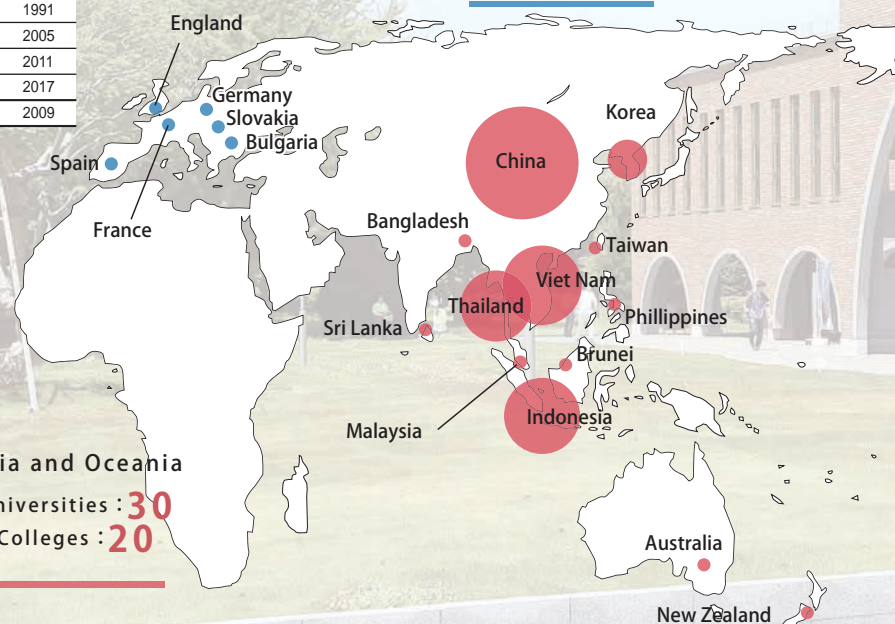 1991
2005
2011
2017
2009
England
Germany
Slovakia
Bulgaria
Spain
France
Korea
China
Bangladesh
Taiwan
Viet Nam
Thailand
Phillippines
Sri Lanka
Brunei
Malaysia
Indonesia
ia and Oceania
niversities : 30
Colleges : 20
Australia
New Zealand